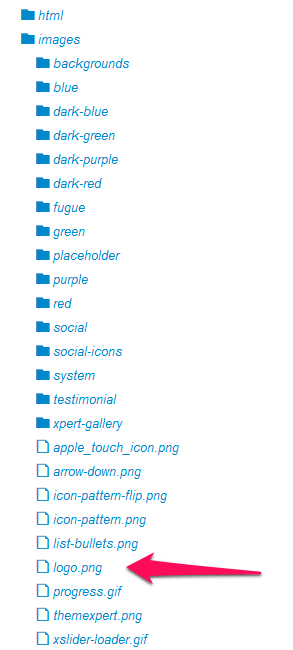 html
images
backgrounds
blue
dark-blue
dark-green
dark-purple
dark-red
fugue
green
placeholder
purple
red
social
social-icons
system
testimonial
xpert-gallery
apple_touch_icon.png
arrow-down.png
icon-pattern-flip.png
icon-pattern.png
list-bullets.png
logo.png
progress.gif
themexpert.png
xslider-loader.gif